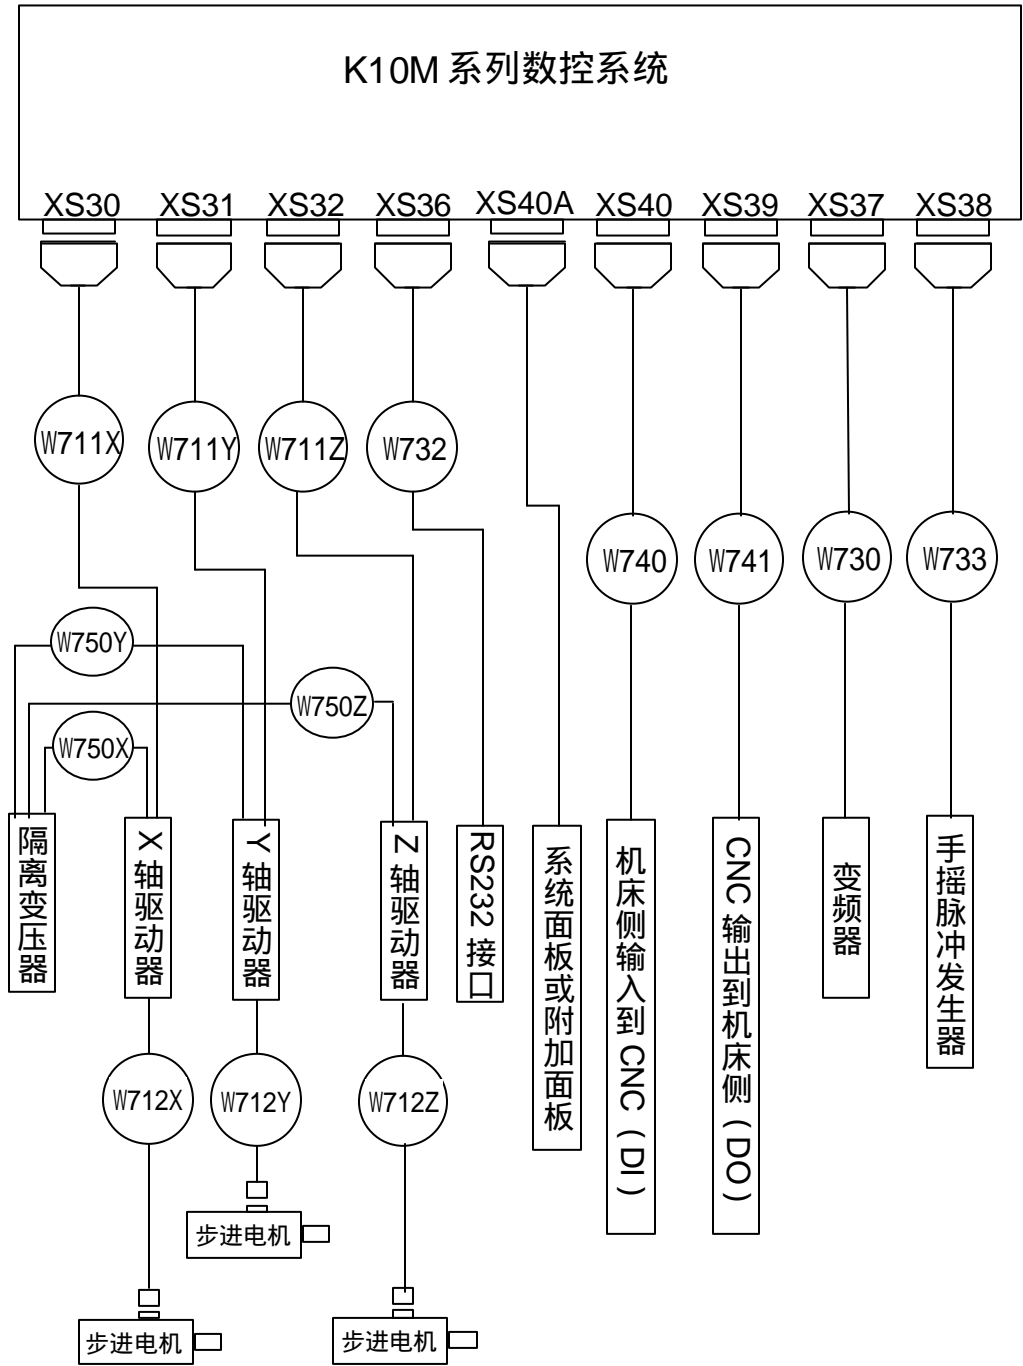 K10M 系列数控系统
XS30 XS31 XS32 XS36 XS40A XS40 XS39 XS37 XS38
W711X W711Y W711Z W732
W740 W741 W730 W733
W750Y
W750Z
W750X
隔离变压器
X 轴驱动器
Y 轴驱动器
Z 轴驱动器
RS232 接口
系统面板或附加面板
机床侧输入到 CNC（DI）
CNC 输出到机床侧（DO）
变频器
手摇脉冲发生器
W712X W712Y W712Z
步进电机
步进电机
步进电机